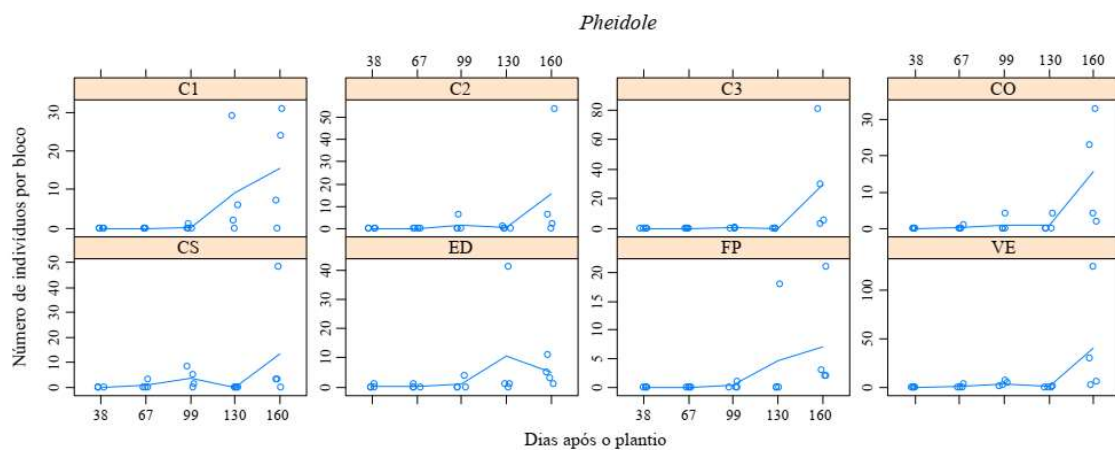 Pheidole
38 67 99 130 160 38 67 99 130 160
C1 C2 C3 CO
30 20 10 0
50 40 30 20 10 0
80 60 40 20 0
30 20 10 0
CS ED FP VE
50 40 30 20 10 0
40 30 20 10 0
20 15 10 5 0
100 50 0
38 67 99 130 160 38 67 99 130 160
Número de indivíduos por bloco
Dias após o plantio